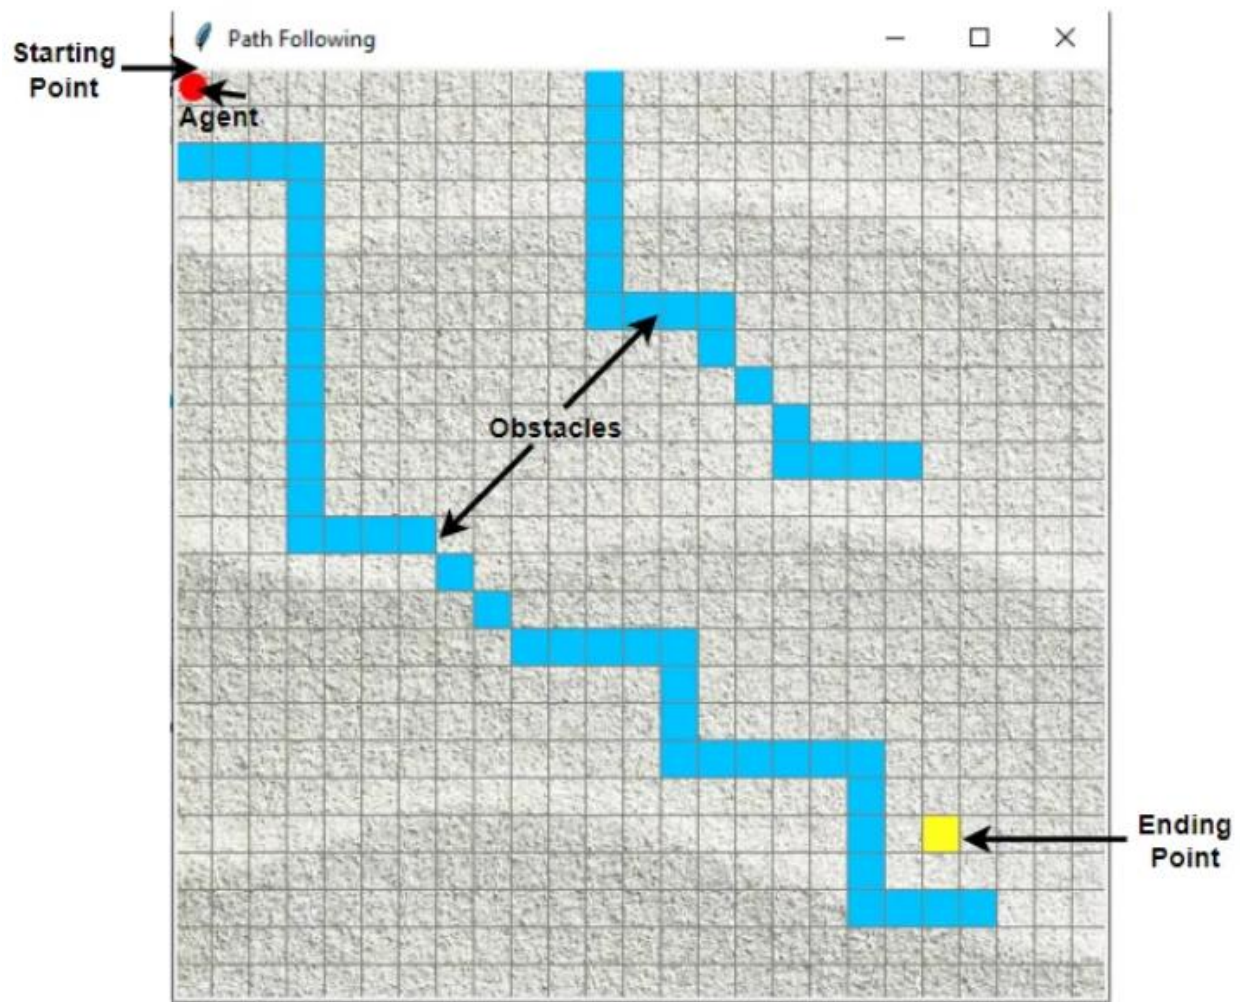 Path Following
Starting
Point
Agent
Obstacles
Ending
Point